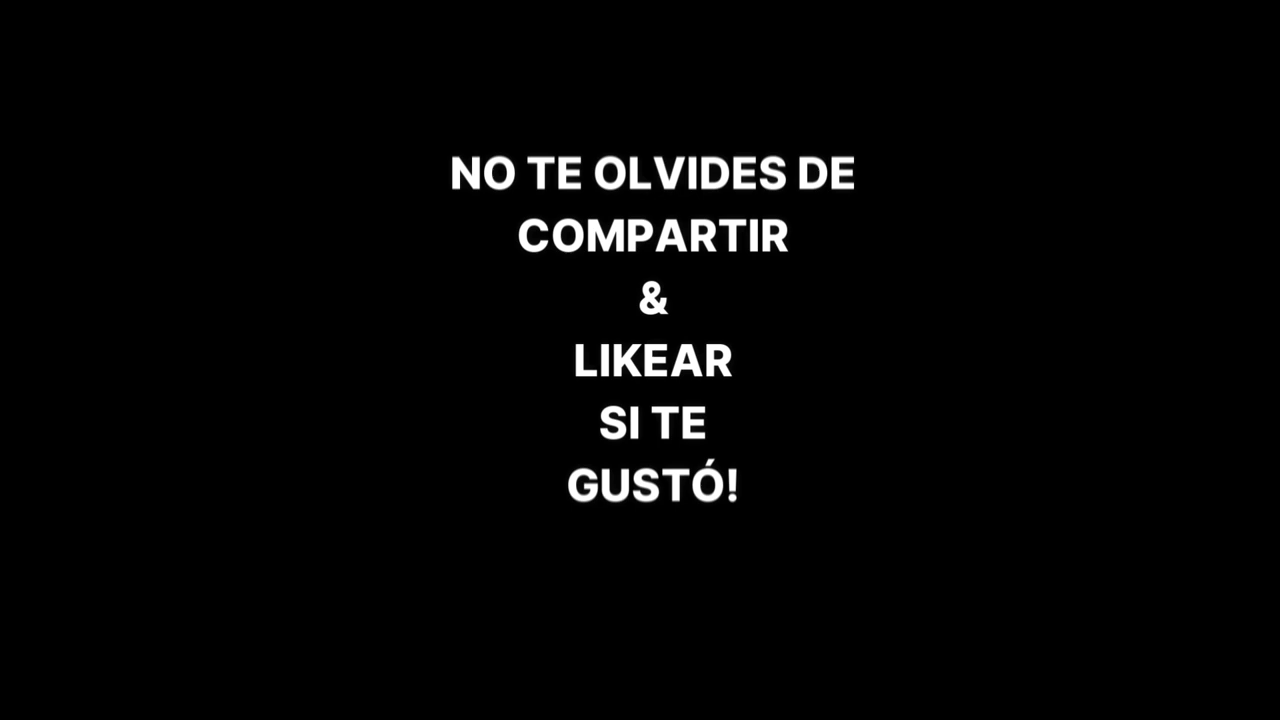 NO TE OLVIDES DE
COMPARTIR
&
LIKEAR
SI TE
GUSTÓ!